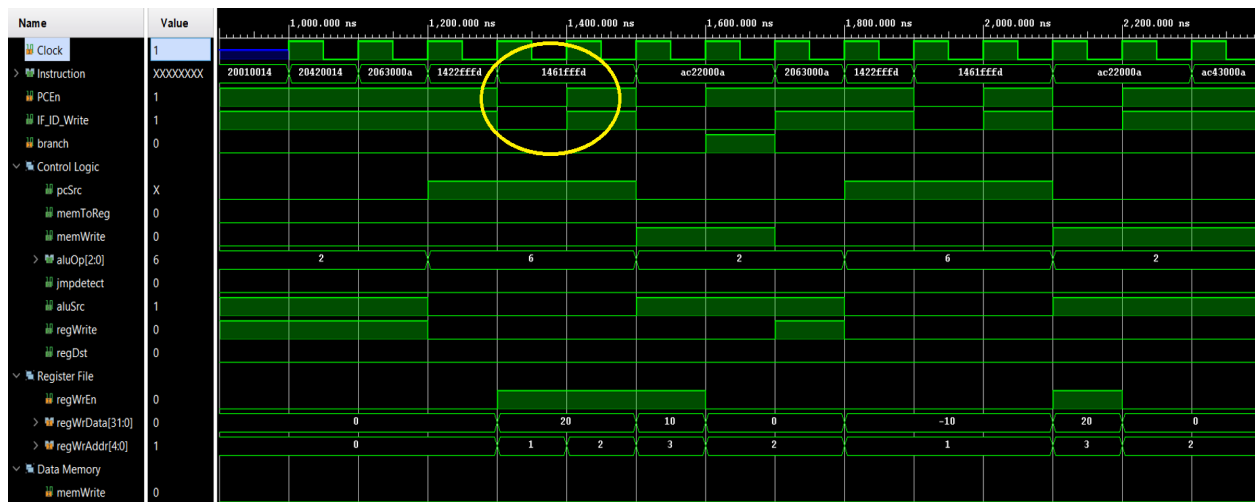 Name Value 1,000.000 ns 1,200.000 ns 1,400.000 ns 1,600.000 ns 1,800.000 ns 2,000.000 ns 2,200.000 ns
Clock 1
Instruction XXXXXXXX 20010014 20420014 2063000a 1422fffd 1461fffd ac22000a 2063000a 1422fffd 1461fffd ac22000a ac43000a
PCEn 1
IF_ID_Write 1
branch 0
Control Logic
pcSrc X
memToReg 0
memWrite 0
aluOp[2:0] 6 2 6 2 6 2
jmpdetect 0
aluSrc 1
regWrite 0
regDst 0
Register File
regWrEn 0
regWrData[31:0] 0 0 20 10 0 -10 20 0
regWrAddr[4:0] 1 0 1 2 3 2 1 3 2
Data Memory
memWrite 0